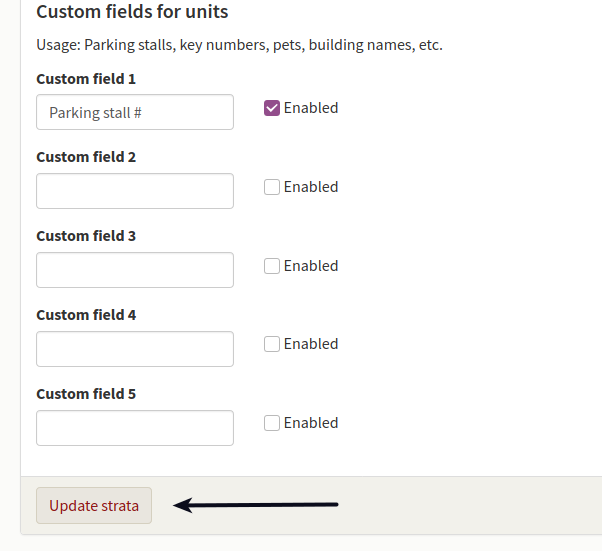 Custom fields for units
Usage: Parking stalls, key numbers, pets, building names, etc.
Custom field 1
Parking stall #
Enabled
Custom field 2
Enabled
Custom field 3
Enabled
Custom field 4
Enabled
Custom field 5
Enabled
Update strata